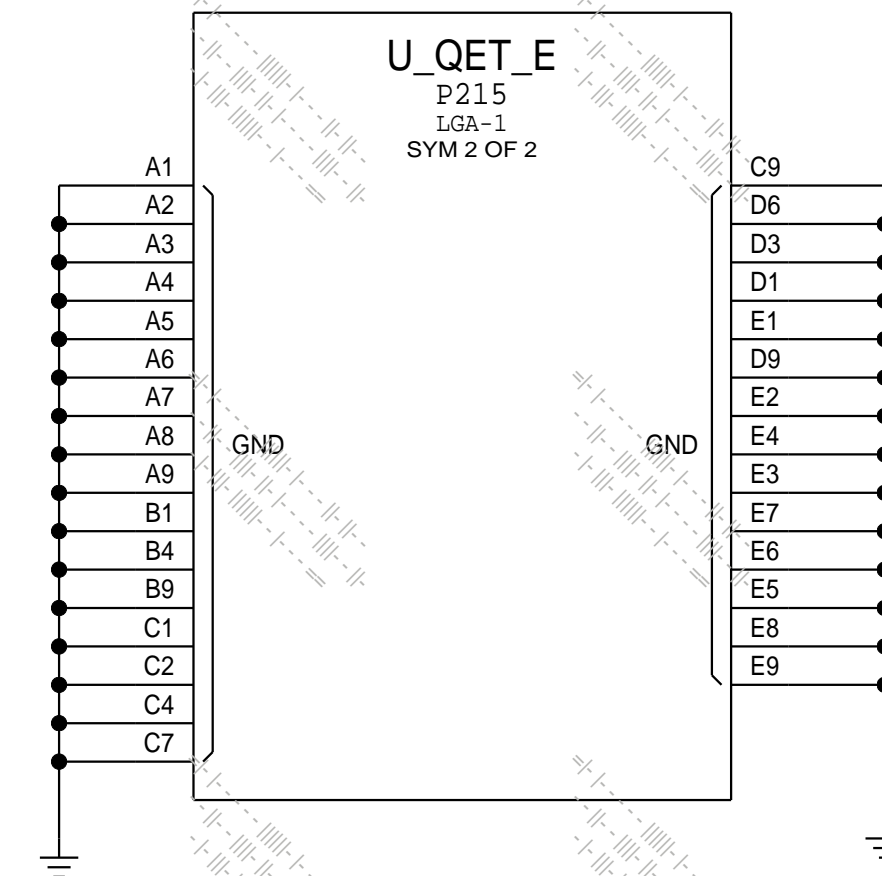 U_QET_E
P215
LGA-1
SYM 2 OF 2
A1
A2
A3
A4
A5
A6
A7
A8
A9
B1
B4
B9
C1
C2
C4
C7
GND
GND
C9
D6
D3
D1
E1
D9
E2
E4
E3
E7
E6
E5
E8
E9